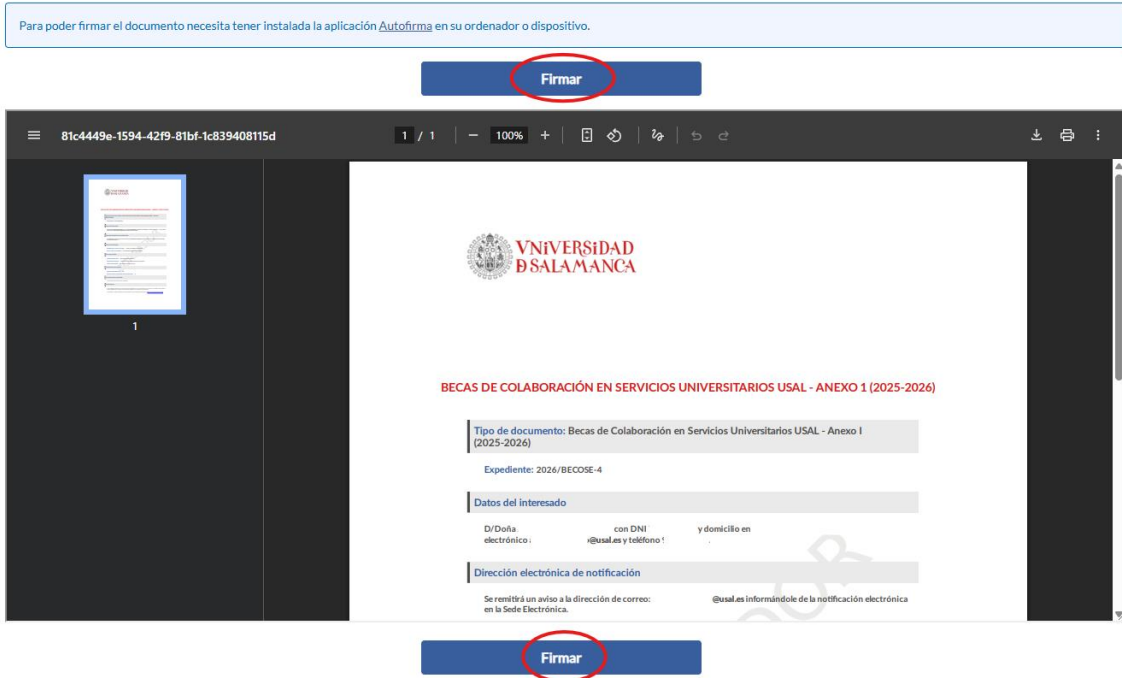 Para poder firmar el documento necesita tener instalada la aplicación Autofirma en su ordenador o dispositivo.
Firmar
81c4449e-1594-42f9-81bf-1c839408115d
1 / 1
100%
1
VNiVERSiDAD
D SALAMANCA
BECAS DE COLABORACIÓN EN SERVICIOS UNIVERSITARIOS USAL - ANEXO 1 (2025-2026)
Tipo de documento: Becas de Colaboración en Servicios Universitarios USAL - Anexo I
(2025-2026)
Expediente: 2026/BECOSE-4
Datos del interesado
D/Doña con DNI y domicilio en
electrónico @usal.es y teléfono
Dirección electrónica de notificación
Se remitirá un aviso a la dirección de correo: @usal.es informándole de la notificación electrónica
en la Sede Electrónica.
Firmar